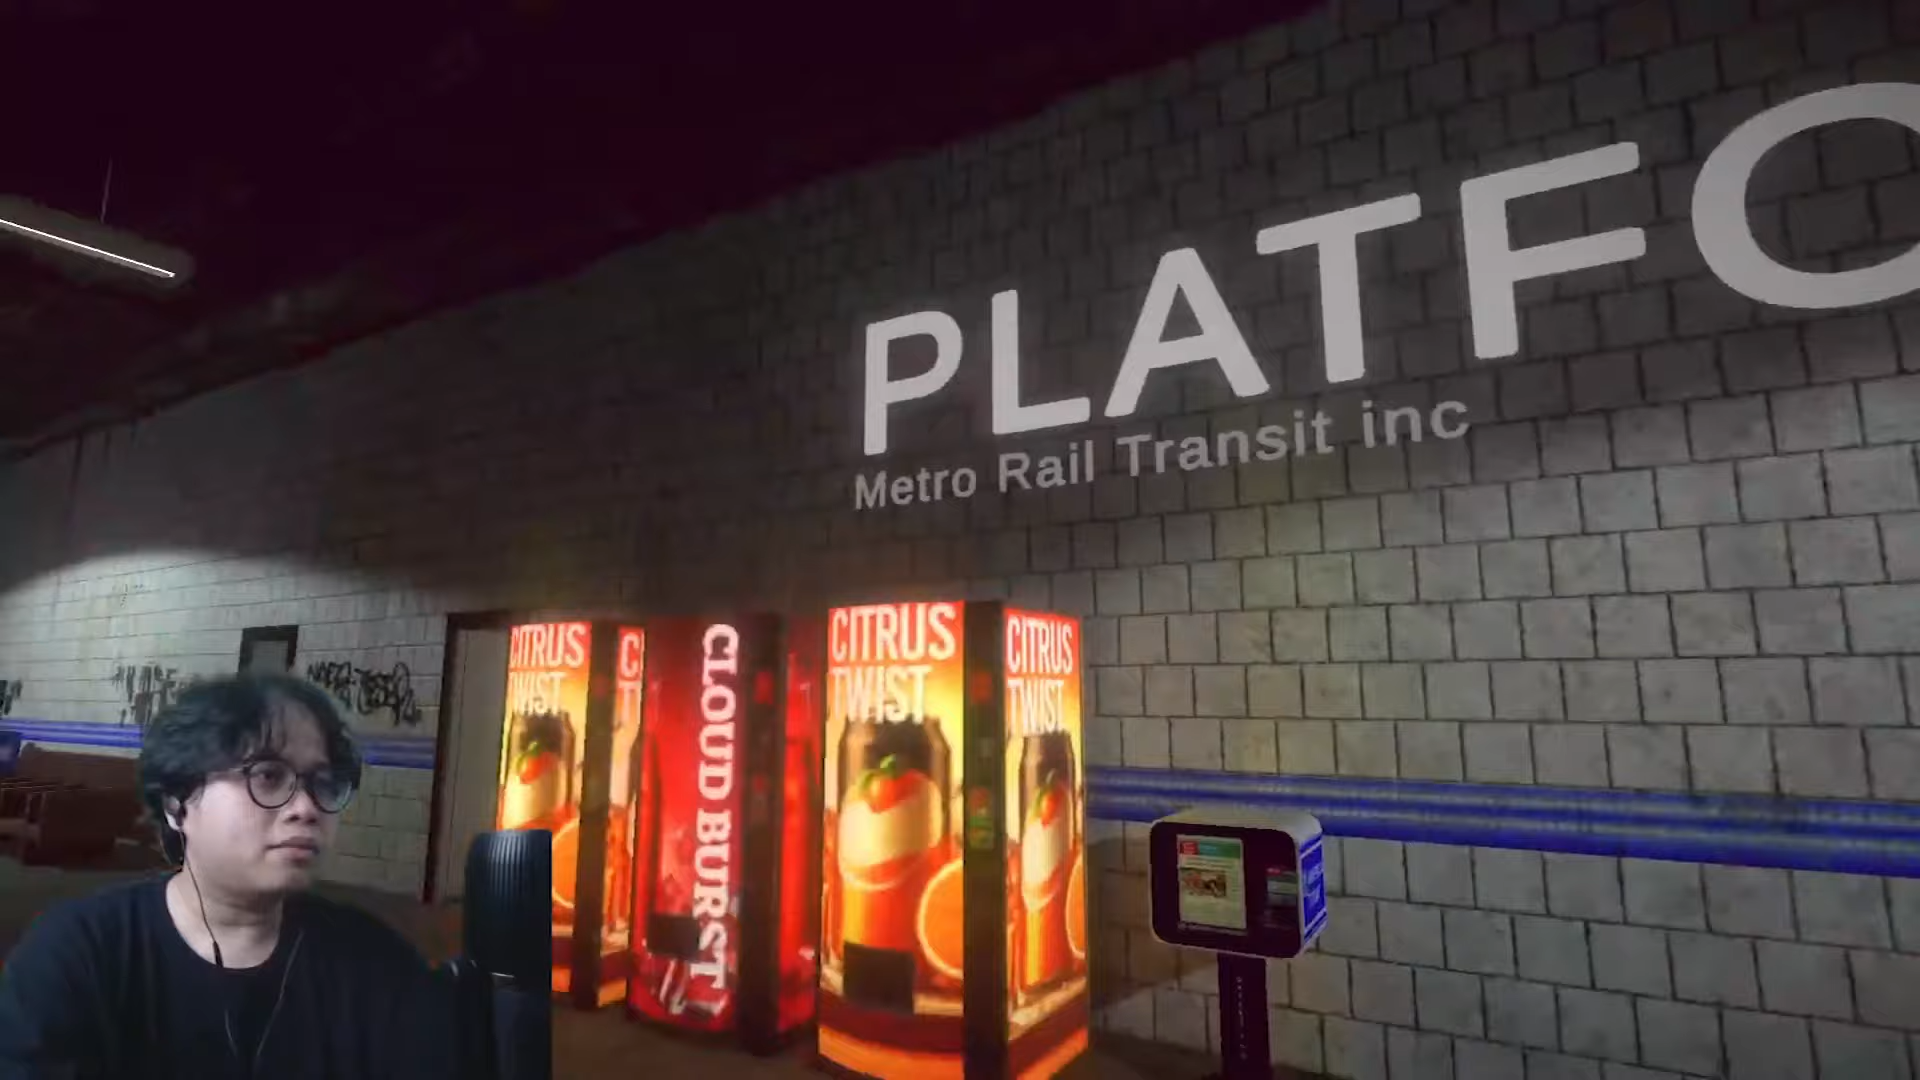 PLATFO
Metro Rail Transit inc
CITRUS
TWIST
CLOUD BURST
CITRUS
TWIST
CITRUS
TWIST